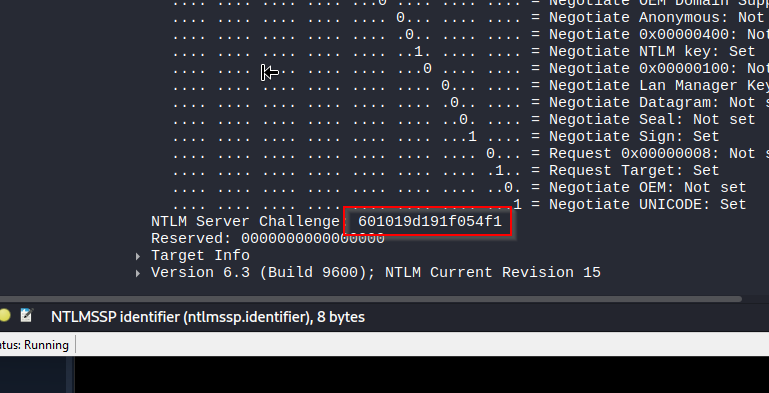 .... .... .... .... .... ...0 .... .... = Negotiate OEM Domain Supp
.... .... .... .... .... 0... .... = Negotiate Anonymous: Not
.... .... .... .... .... .0.. .... = Negotiate 0x00000400: Not
.... .... .... .... .... ..1. .... = Negotiate NTLM key: Set
.... .... .... .... .... ...0 .... .... = Negotiate 0x00000100: Not
.... .... .... .... .... .... 0... .... = Negotiate Lan Manager Key
.... .... .... .... .... .... .0.. .... = Negotiate Datagram: Not s
.... .... .... .... .... .... ..0. .... = Negotiate Seal: Not set
.... .... .... .... .... .... ...1 .... = Negotiate Sign: Set
.... .... .... .... .... .... .... 0... = Request 0x00000008: Not s
.... .... .... .... .... .... .... .1.. = Request Target: Set
.... .... .... .... .... .... .... ..0. = Negotiate OEM: Not set
.... .... .... .... .... .... .... ...1 = Negotiate UNICODE: Set
NTLM Server Challenge: 601019d191f054f1
Reserved: 0000000000000000
Target Info
Version 6.3 (Build 9600); NTLM Current Revision 15
NTLMSSP identifier (ntlmssp.identifier), 8 bytes
atus: Running